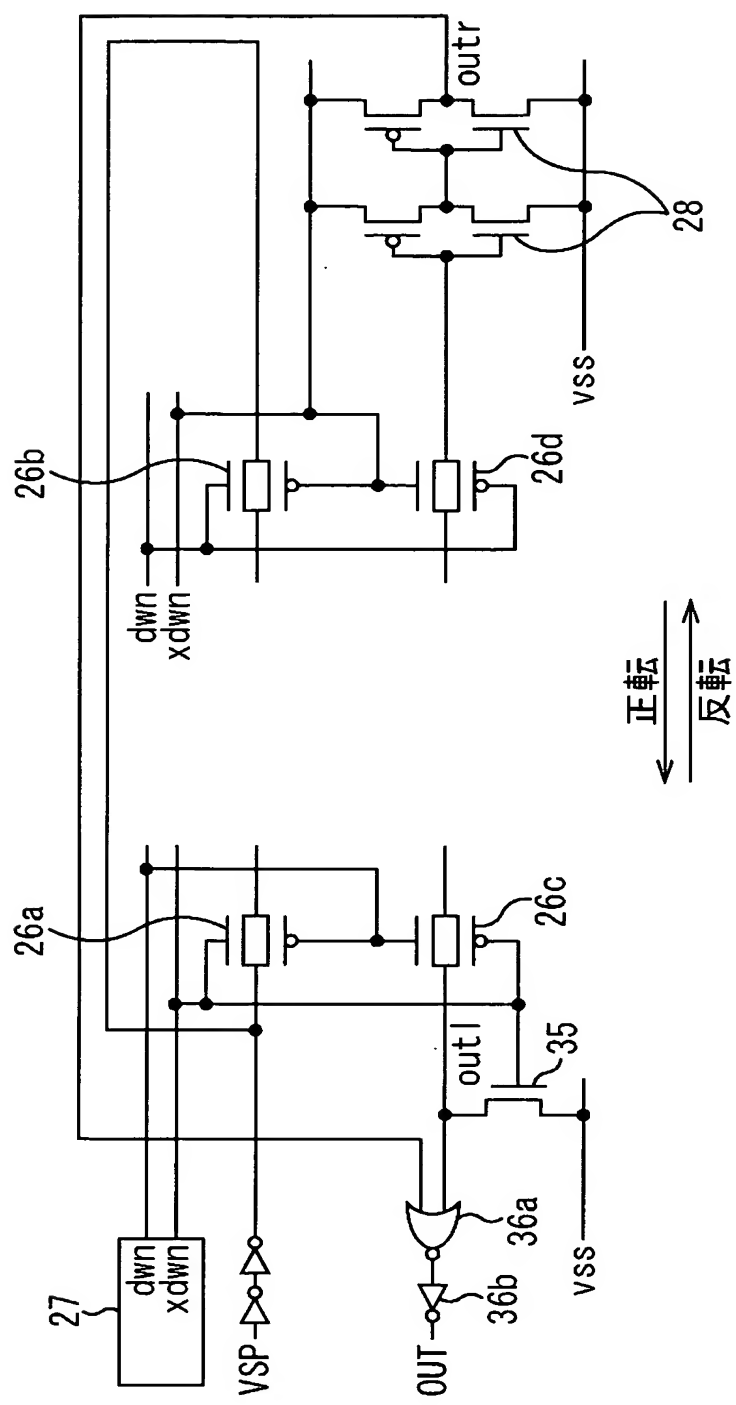 27
dwn
xdwn
VSP
OUT
36b
36a
vss
35
outl
26a
26c
正転
反転
dwn
xdwn
26b
26d
vss
28
outr